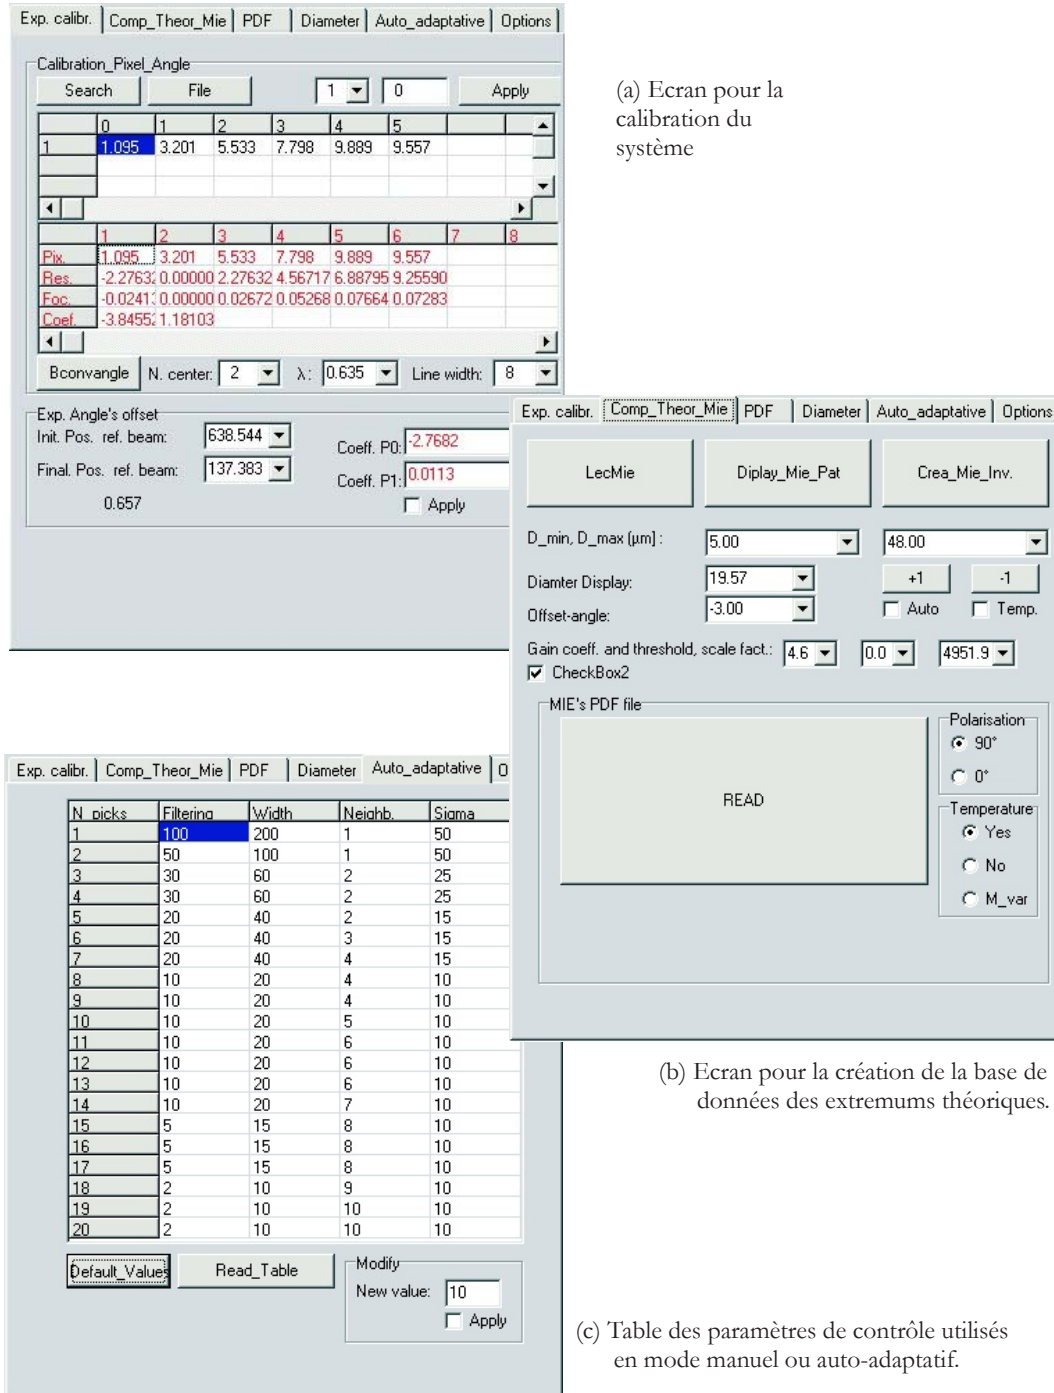 Exp. calibr. Comp_Theor_Mie PDF Diameter Auto_adaptative Options
Calibration_Pixel_Angle
Search File 1 0 Apply
0 1 2 3 4 5
1 1.095 3.201 5.533 7.798 9.889 9.557
1 2 3 4 5 6 7 8
Pix. 1.095 3.201 5.533 7.798 9.889 9.557
Res. -2.2763 0.00000 2.27632 4.56717 6.88795 9.25590
Foc. -0.0241 0.00000 0.02672 0.05268 0.07664 0.07283
Coef. -3.8455 1.18103
Bconvangle N. center: 2 λ: 0.635 Line width: 8
Exp. Angle's offset
Init. Pos. ref. beam: 638.544 Coeff. P0: -2.7682
Final. Pos. ref. beam: 137.383 Coeff. P1: 0.0113
0.657 Apply
(a) Ecran pour la
calibration du
système
Exp. calibr. Comp_Theor_Mie PDF Diameter Auto_adaptative Options
LecMie Diplay_Mie_Pat Crea_Mie_Inv.
D_min, D_max (µm) : 5.00 48.00
Diamter Display: 19.57 +1 -1
Offset-angle: -3.00 Auto Temp.
Gain coeff. and threshold, scale fact.: 4.6 0.0 4951.9
CheckBox2
MIE's PDF file
READ
Polarisation
90°
0°
Temperature
Yes
No
M_var
(b) Ecran pour la création de la base de
données des extremums théoriques.
Exp. calibr. Comp_Theor_Mie PDF Diameter Auto_adaptative O
N_picks Filtering Width Neighb. Sigma
1 100 200 1 50
2 50 100 1 50
3 30 60 2 25
4 30 60 2 25
5 20 40 2 15
6 20 40 3 15
7 20 40 4 15
8 10 20 4 10
9 10 20 4 10
10 10 20 5 10
11 10 20 6 10
12 10 20 6 10
13 10 20 6 10
14 10 20 7 10
15 5 15 8 10
16 5 15 8 10
17 5 15 8 10
18 2 10 9 10
19 2 10 10 10
20 2 10 10 10
Default_Values Read_Table
Modify
New value: 10
Apply
(c) Table des paramètres de contrôle utilisés
en mode manuel ou auto-adaptatif.